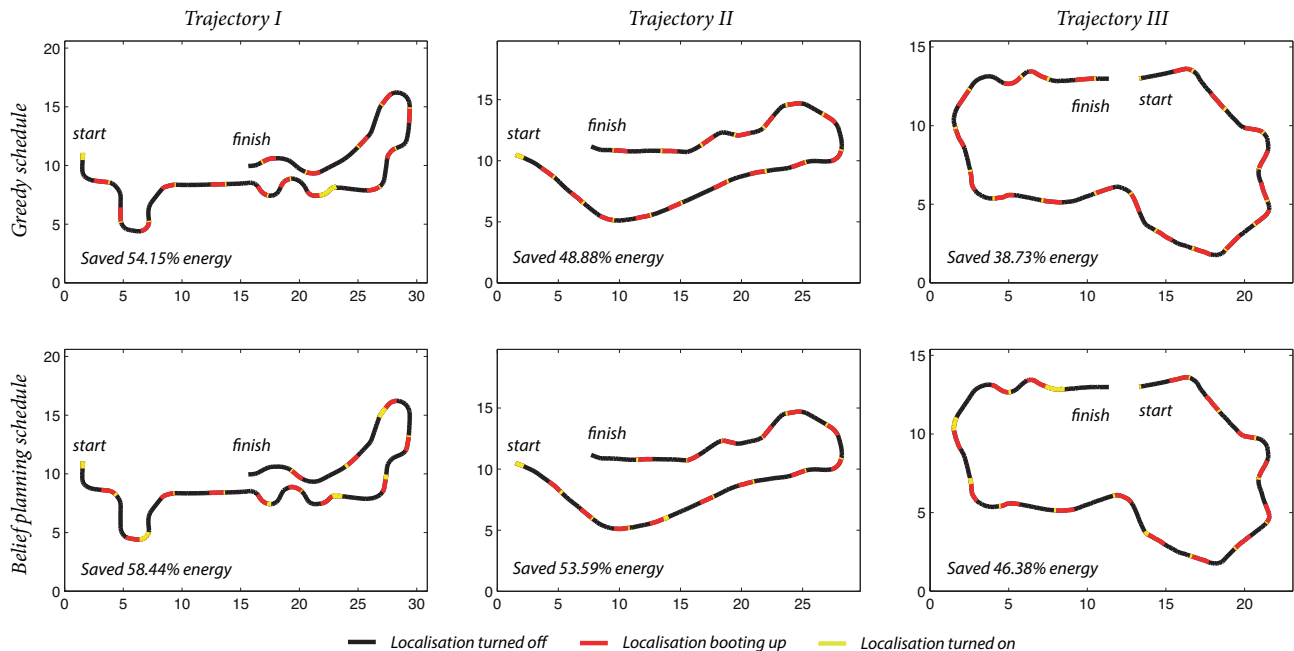 Trajectory I
Trajectory II
Trajectory III
Greedy schedule
20
15
10
5
0
start
finish
Saved 54.15% energy
0 5 10 15 20 25 30
15
10
5
0
start
finish
Saved 48.88% energy
0 5 10 15 20 25
15
10
5
0
finish
start
Saved 38.73% energy
0 5 10 15 20
Belief planning schedule
20
15
10
5
0
start
finish
Saved 58.44% energy
0 5 10 15 20 25 30
15
10
5
0
start
finish
Saved 53.59% energy
0 5 10 15 20 25
15
10
5
0
finish
start
Saved 46.38% energy
0 5 10 15 20
Localisation turned off
Localisation booting up
Localisation turned on